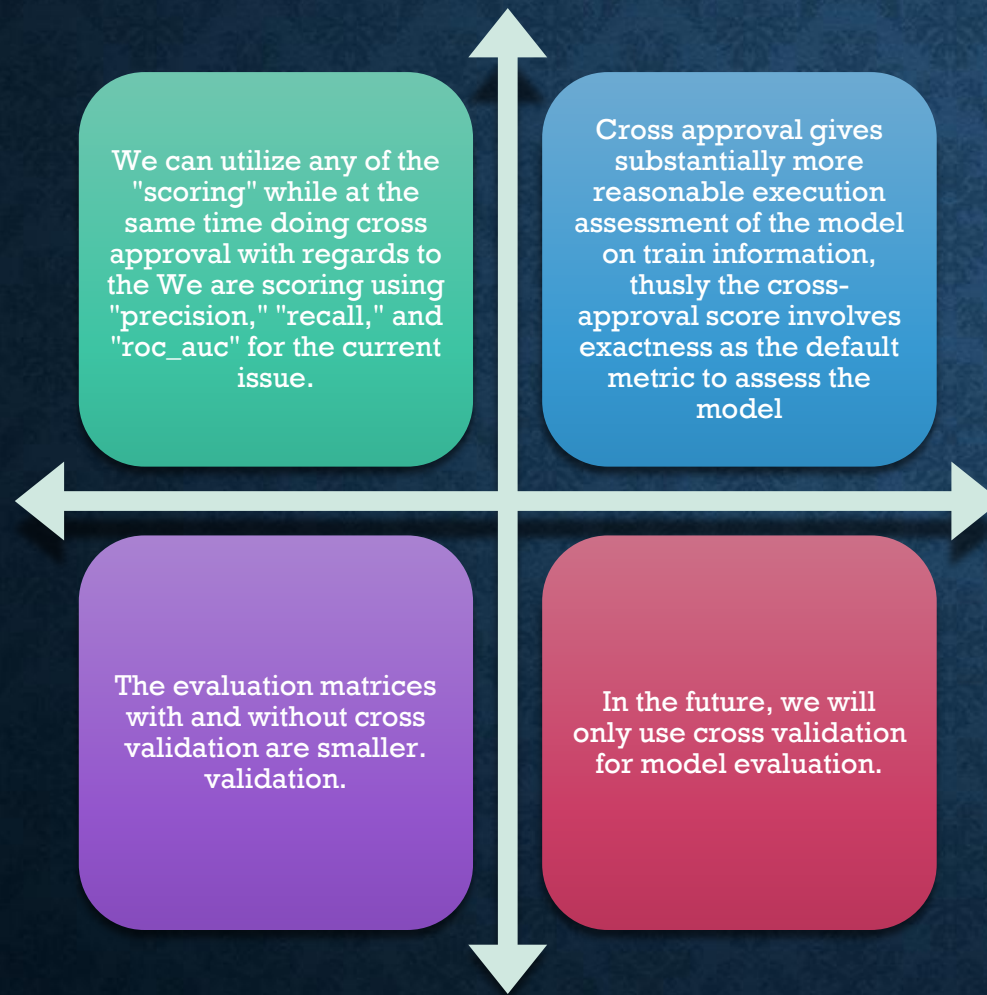 We can utilize any of the
"scoring" while at the
same time doing cross
approval with regards to
the We are scoring using
"precision," "recall," and
"roc_auc" for the current
issue.
Cross approval gives
substantially more
reasonable execution
assessment of the model
on train information,
thusly the cross-
approval score involves
exactness as the default
metric to assess the
model
The evaluation matrices
with and without cross
validation are smaller.
validation.
In the future, we will
only use cross validation
for model evaluation.